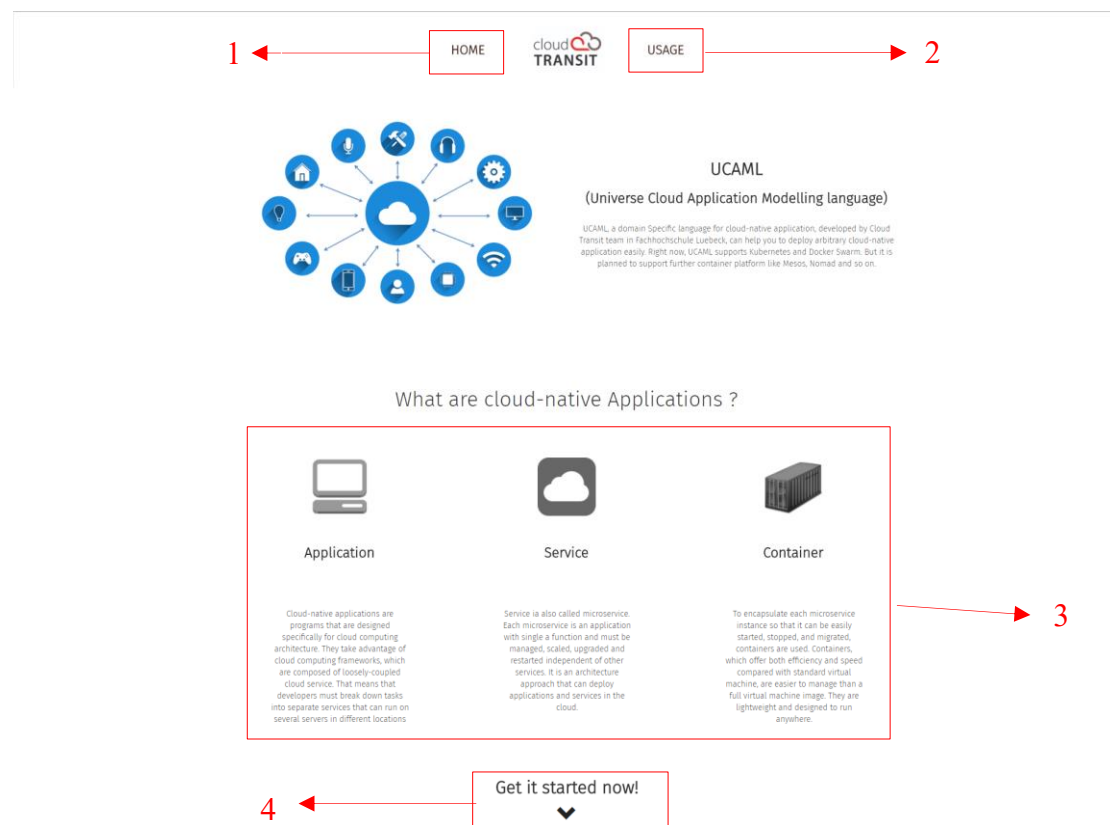 1
HOME
cloud
TRANSIT
USAGE
2
UCAML
(Universe Cloud Application Modelling language)
UCAML, a domain Specific language for cloud-native application, developed by Cloud
Transit team in Fachhochschule Luebeck, can help you to deploy arbitrary cloud-native
application easily. Right now, UCAML supports Kubernetes and Docker Swarm. But it is
planned to support further container platform like Mesos, Nomad and so on.
What are cloud-native Applications ?
Application
Cloud-native applications are
programs that are designed
specifically for cloud computing
architecture. They take advantage of
cloud computing frameworks, which
are composed of loosely-coupled
cloud service. That means that
developers must break down tasks
into separate services that can run on
several servers in different locations
Service
Service ia also called microservice.
Each microservice is an application
with single a function and must be
managed, scaled, upgraded and
restarted independent of other
services. It is an architecture
approach that can deploy
applications and services in the
cloud.
Container
To encapsulate each microservice
instance so that it can be easily
started, stopped, and migrated,
containers are used. Containers,
which offer both efficiency and speed
compared with standard virtual
machine, are easier to manage than a
full virtual machine image. They are
lightweight and designed to run
anywhere.
3
Get it started now!
4